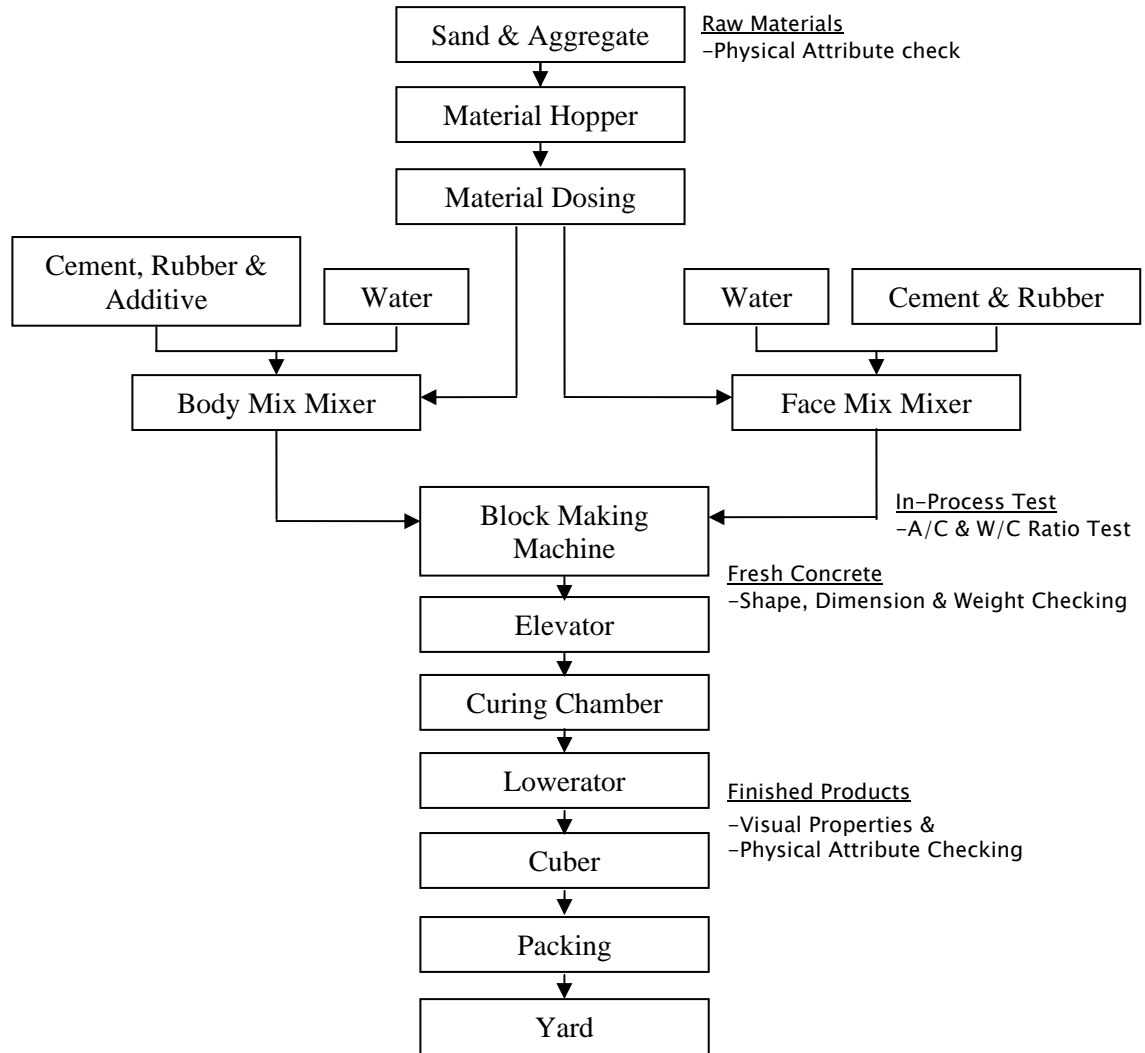 Sand & Aggregate
Raw Materials
-Physical Attribute check
Material Hopper
Material Dosing
Cement, Rubber &
Additive
Water
Water
Cement & Rubber
Body Mix Mixer
Face Mix Mixer
Block Making
Machine
In-Process Test
-A/C & W/C Ratio Test
Fresh Concrete
-Shape, Dimension & Weight Checking
Elevator
Curing Chamber
Lowerator
Finished Products
-Visual Properties &
-Physical Attribute Checking
Cuber
Packing
Yard